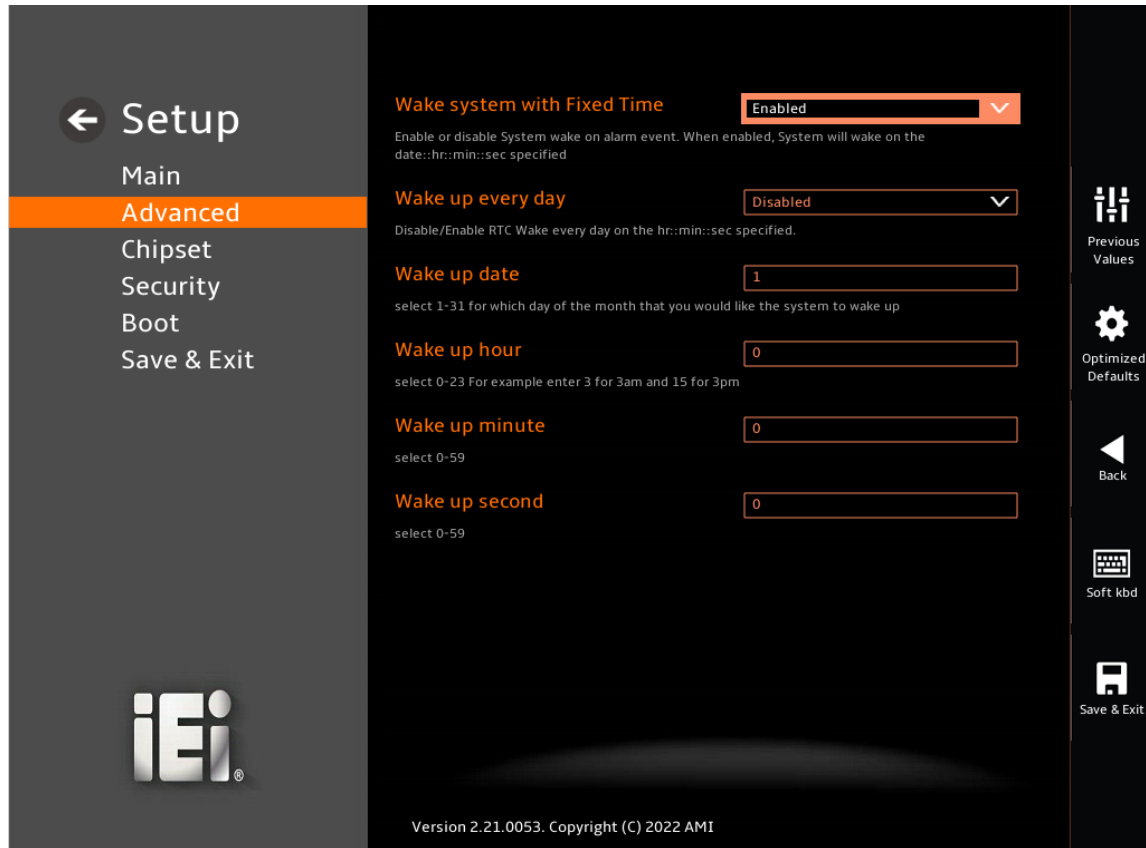 Setup
Main
Advanced
Chipset
Security
Boot
Save & Exit
Wake system with Fixed Time
Enabled
Enable or disable System wake on alarm event. When enabled, System will wake on the
date::hr::min::sec specified
Wake up every day
Disabled
Disable/Enable RTC Wake every day on the hr::min::sec specified.
Wake up date
1
select 1-31 for which day of the month that you would like the system to wake up
Wake up hour
0
select 0-23 For example enter 3 for 3am and 15 for 3pm
Wake up minute
0
select 0-59
Wake up second
0
select 0-59
Previous
Values
Optimized
Defaults
Back
Soft kbd
Save & Exit
iEi®
Version 2.21.0053. Copyright (C) 2022 AMI